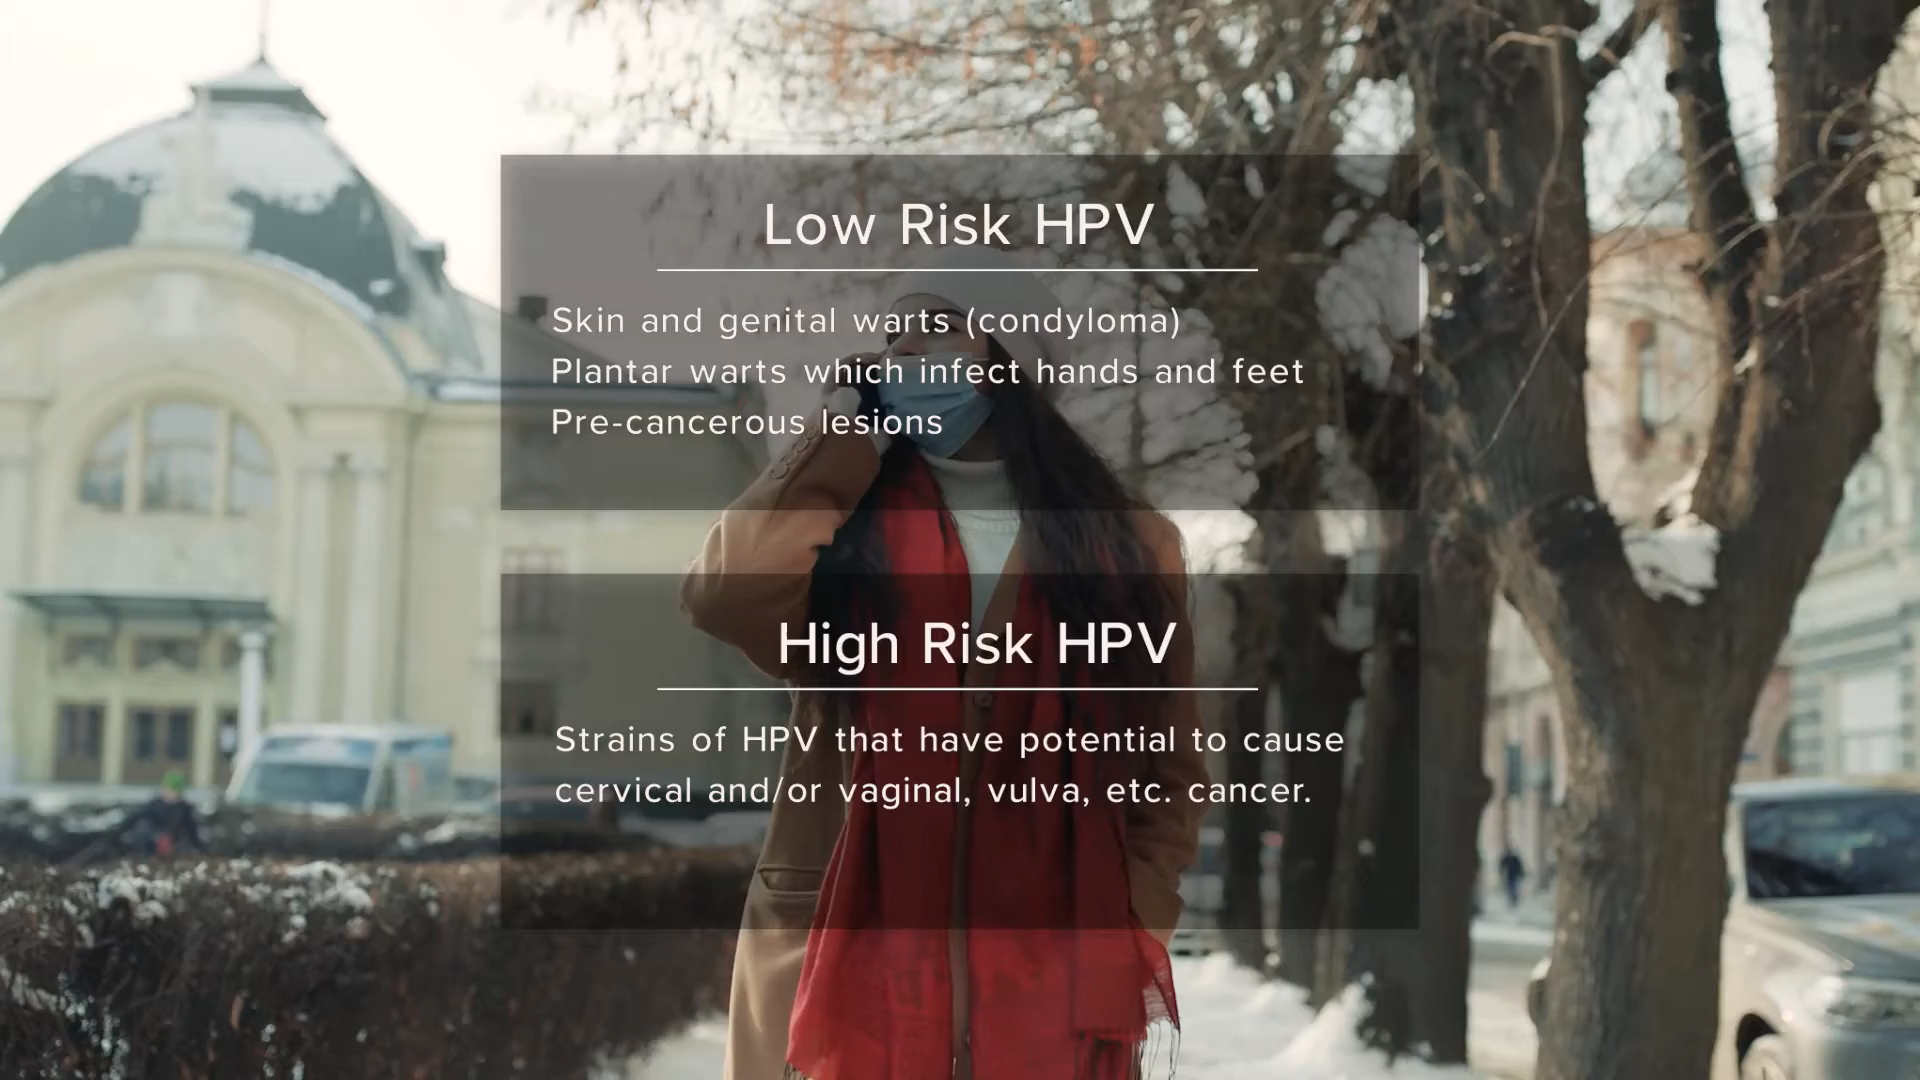 Low Risk HPV
Skin and genital warts (condyloma)
Plantar warts which infect hands and feet
Pre-cancerous lesions
High Risk HPV
Strains of HPV that have potential to cause
cervical and/or vaginal, vulva, etc. cancer.